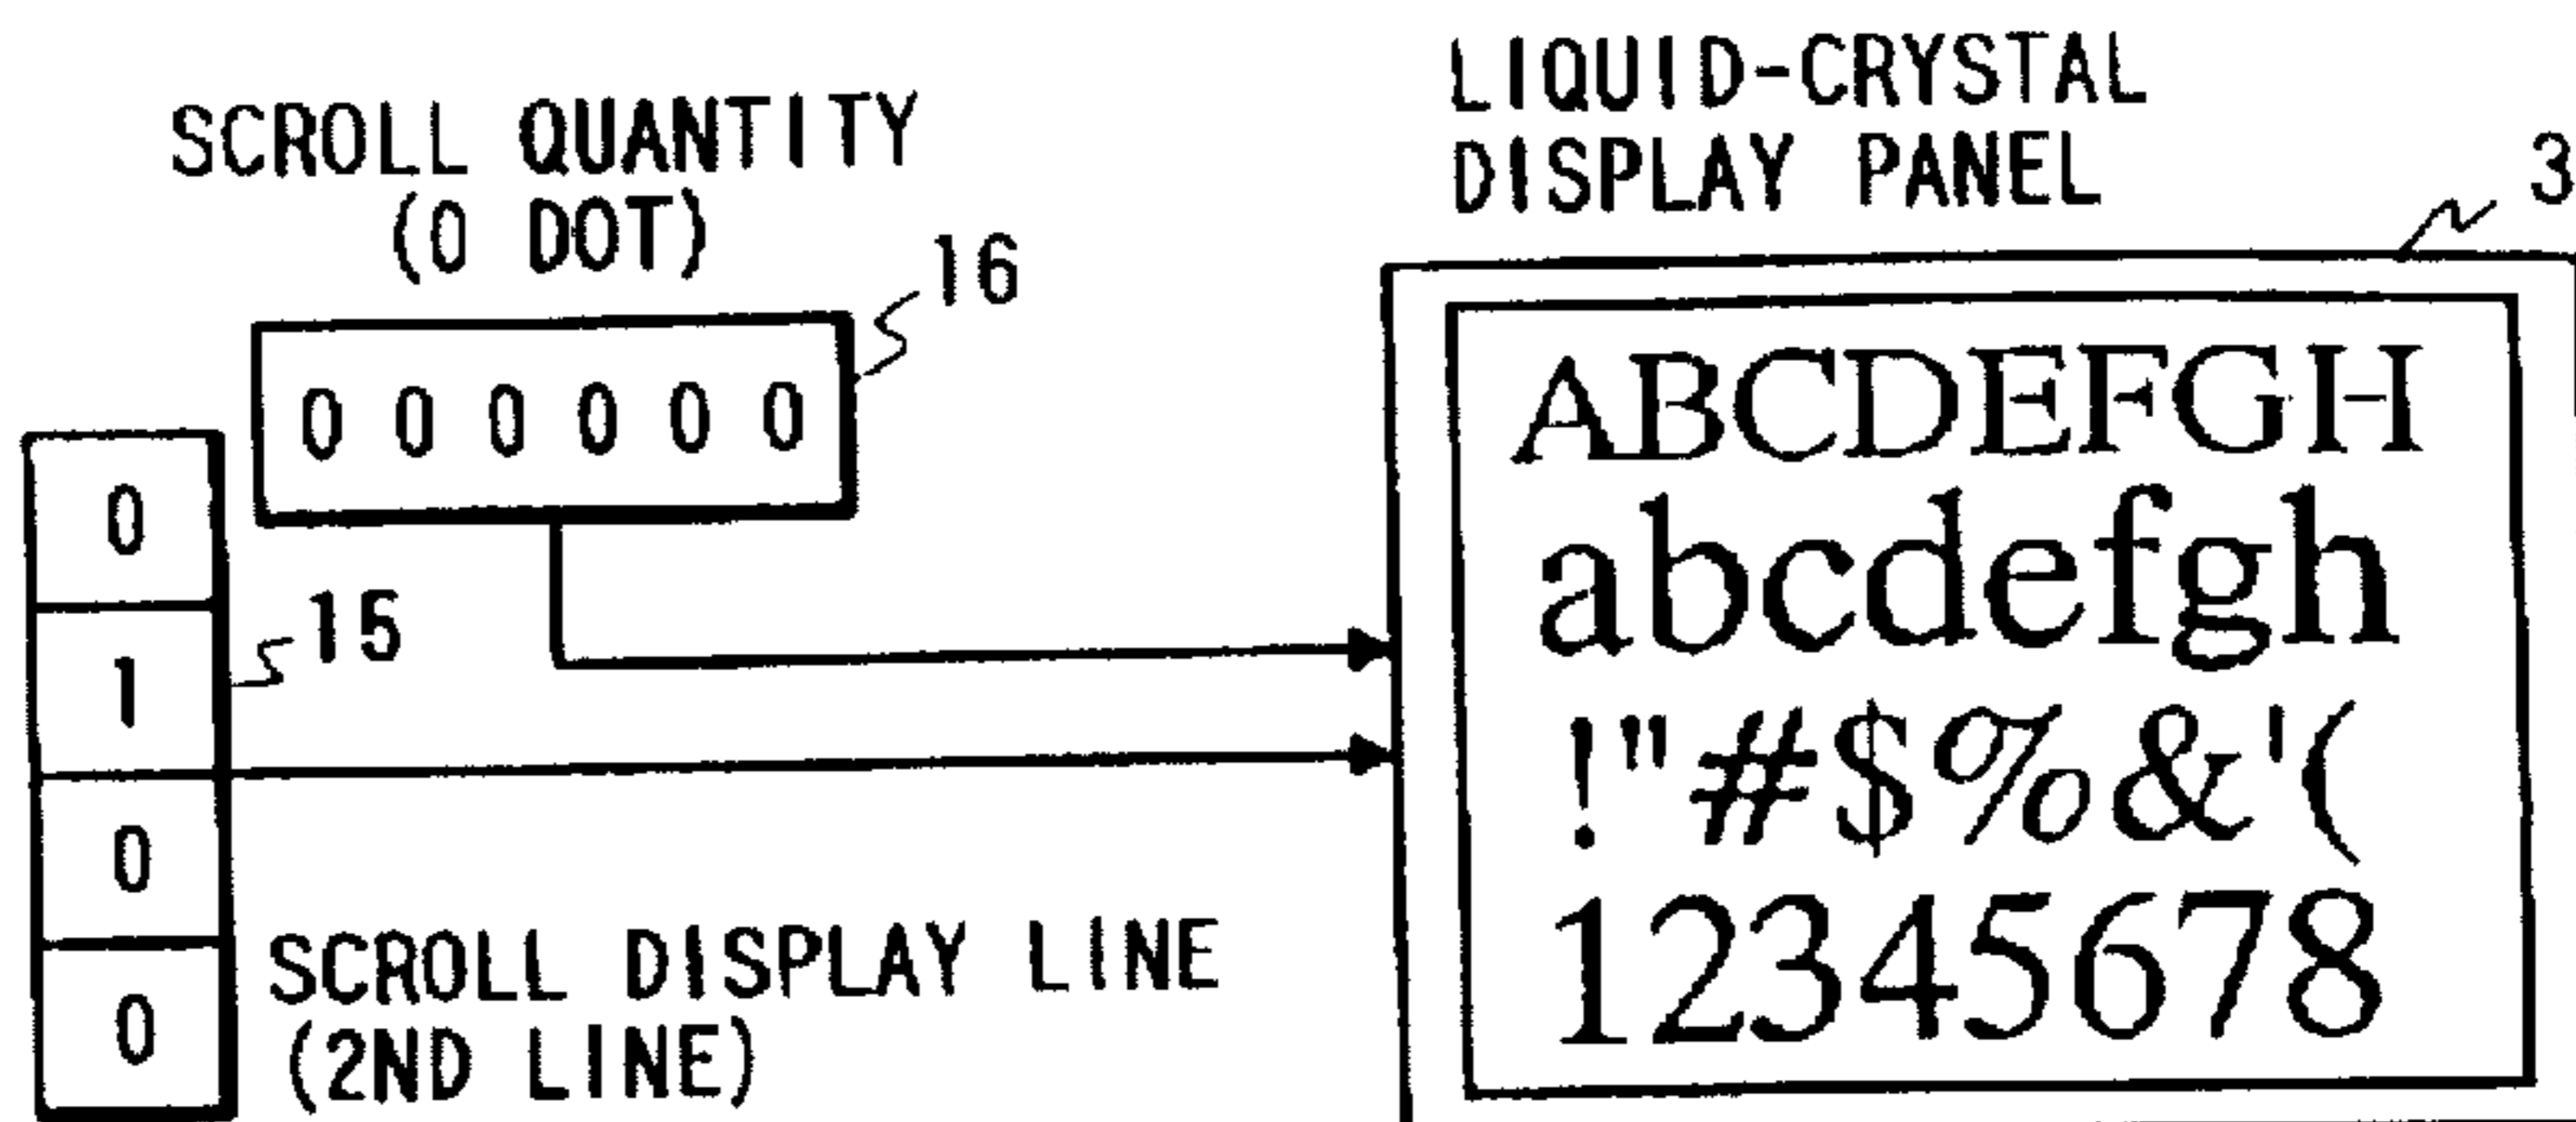 SCROLL QUANTITY
(0 DOT)
16
0 0 0 0 0 0
0
1
0
0
15
SCROLL DISPLAY LINE
(2ND LINE)
LIQUID-CRYSTAL
DISPLAY PANEL
3
ABCDEFGH
abcdefgh
!"#$%&'(
12345678